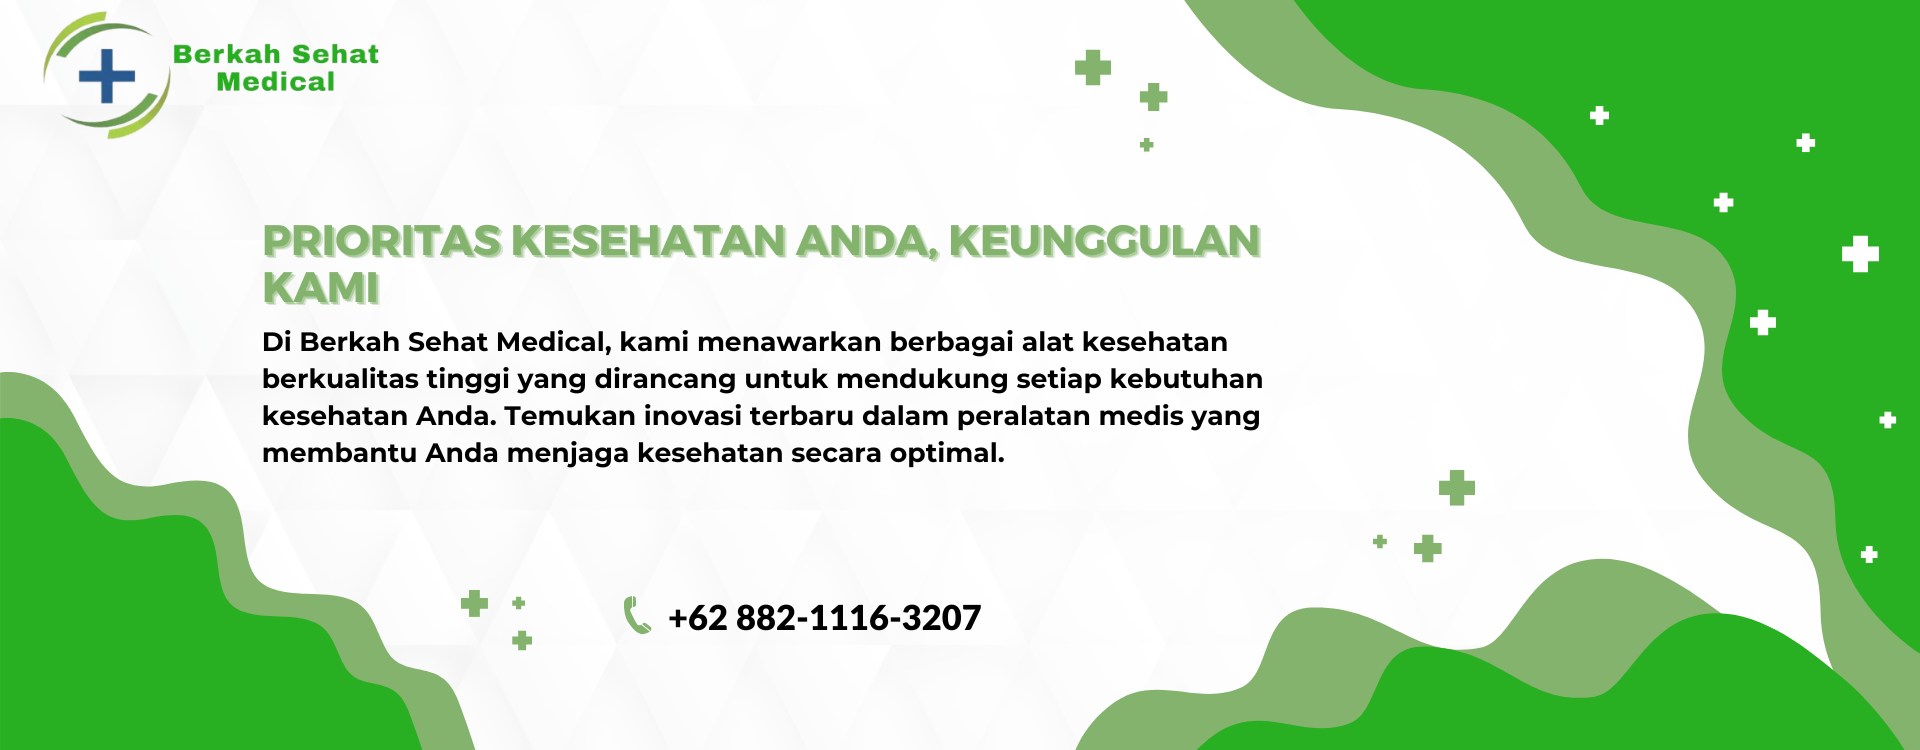 Berkah Sehat
Medical
PRIORITAS KESEHATAN ANDA, KEUNGGULAN
KAMI
Di Berkah Sehat Medical, kami menawarkan berbagai alat kesehatan
berkualitas tinggi yang dirancang untuk mendukung setiap kebutuhan
kesehatan Anda. Temukan inovasi terbaru dalam peralatan medis yang
membantu Anda menjaga kesehatan secara optimal.
+62 882-1116-3207